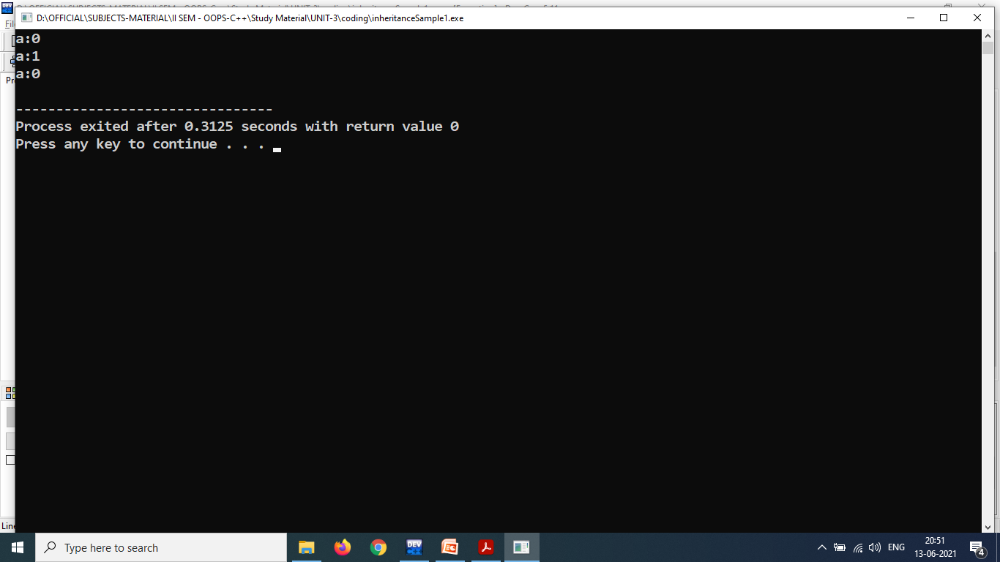 D:\OFFICIAL\SUBJECTS-MATERIAL\II SEM - OOPS-C++\Study Material\UNIT-3\coding\inheritanceSample1.exe
a:0
a:1
a:0
--------------------------------
Process exited after 0.3125 seconds with return value 0
Press any key to continue . . .
Type here to search
DEV
ENG
20:51
13-06-2021
4